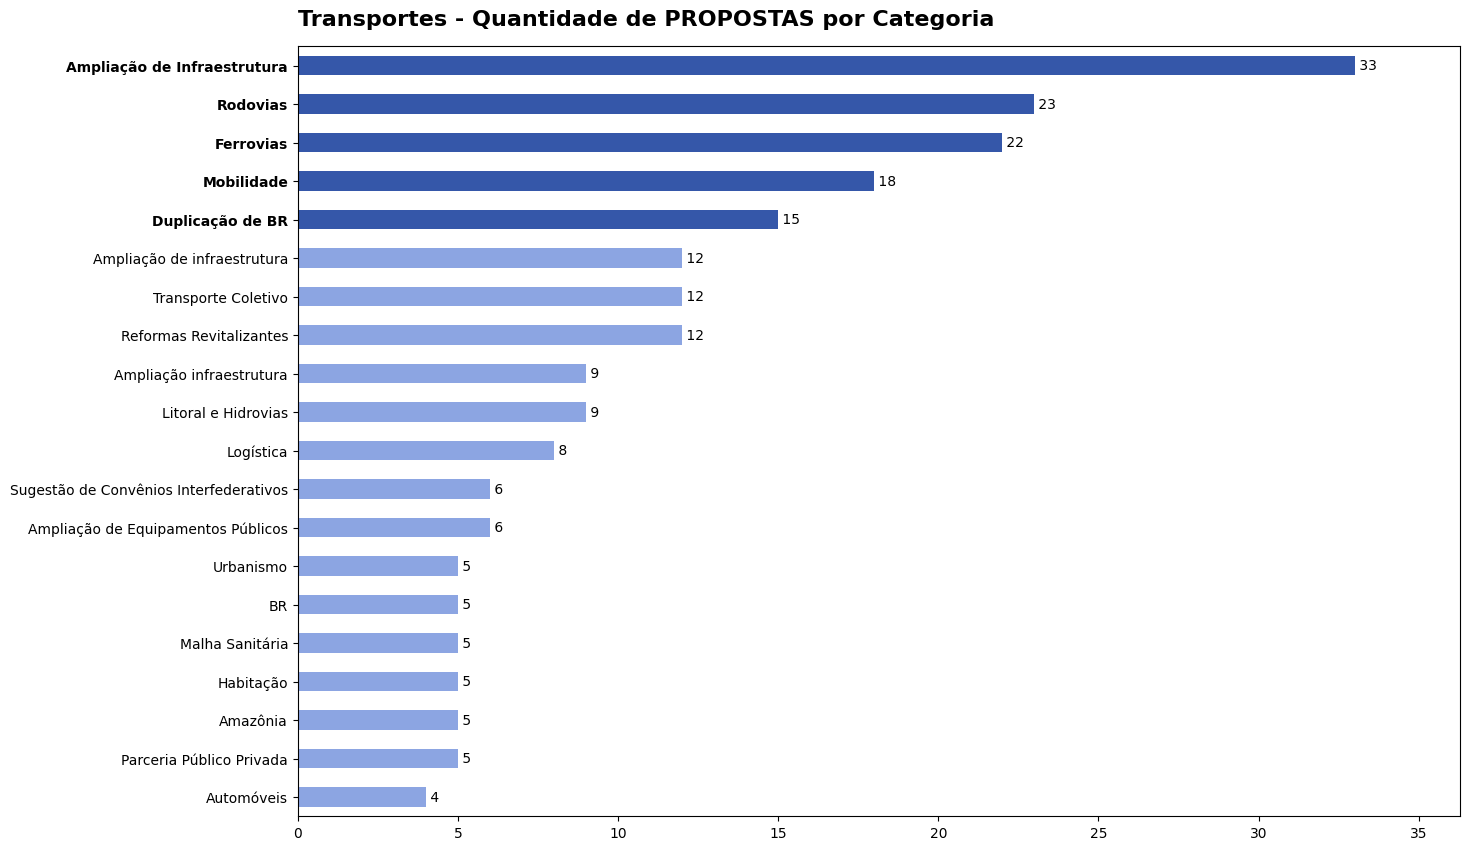 Transportes - Quantidade de PROPOSTAS por Categoria
Ampliação de Infraestrutura 33
Rodovias 23
Ferrovias 22
Mobilidade 18
Duplicação de BR 15
Ampliação de infraestrutura 12
Transporte Coletivo 12
Reformas Revitalizantes 12
Ampliação infraestrutura 9
Litoral e Hidrovias 9
Logística 8
Sugestão de Convênios Interfederativos 6
Ampliação de Equipamentos Públicos 6
Urbanismo 5
BR 5
Malha Sanitária 5
Habitação 5
Amazônia 5
Parceria Público Privada 5
Automóveis 4
0 5 10 15 20 25 30 35